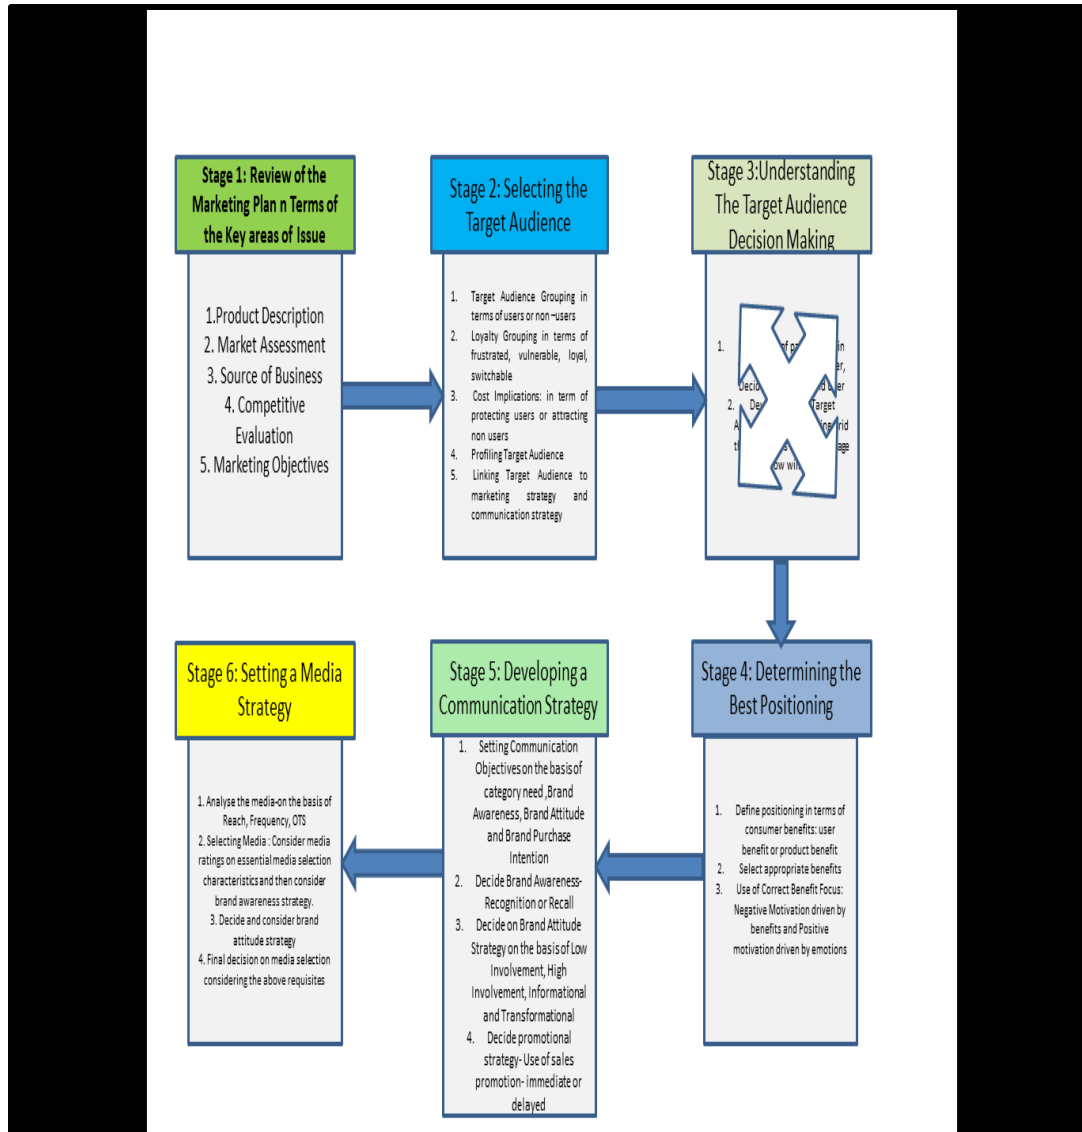 Stage 1: Review of the
Marketing Plan n Terms of
the Key areas of Issue
1.Product Description
2. Market Assessment
3. Source of Business
4. Competitive
Evaluation
5. Marketing Objectives
Stage 2: Selecting the
Target Audience
1. Target Audience Grouping in
terms of users or non –users
2. Loyalty Grouping in terms of
frustrated, vulnerable, loyal,
switchable
3. Cost Implications: in term of
protecting users or attracting
non users
4. Profiling Target Audience
5. Linking Target Audience to
marketing strategy and
communication strategy
Stage 3:Understanding
The Target Audience
Decision Making
1. in
2. Target
Stage 4: Determining the
Best Positioning
1. Define positioning in terms of
consumer benefits: user
benefit or product benefit
2. Select appropriate benefits
3. Use of Correct Benefit Focus:
Negative Motivation driven by
benefits and Positive
motivation driven by emotions
Stage 5: Developing a
Communication Strategy
1. Setting Communication
Objectives on the basis of
category need ,Brand
Awareness, Brand Attitude
and Brand Purchase
Intention
2. Decide Brand Awareness-
Recognition or Recall
3. Decide on Brand Attitude
Strategy on the basis of Low
Involvement, High
Involvement, Informational
and Transformational
4. Decide promotional
strategy- Use of sales
promotion- immediate or
delayed
Stage 6: Setting a Media
Strategy
1. Analyse the media-on the basis of
Reach, Frequency, OTS
2. Selecting Media : Consider media
ratings on essential media selection
characteristics and then consider
brand awareness strategy.
3. Decide and consider brand
attitude strategy
4. Final decision on media selection
considering the above requisites